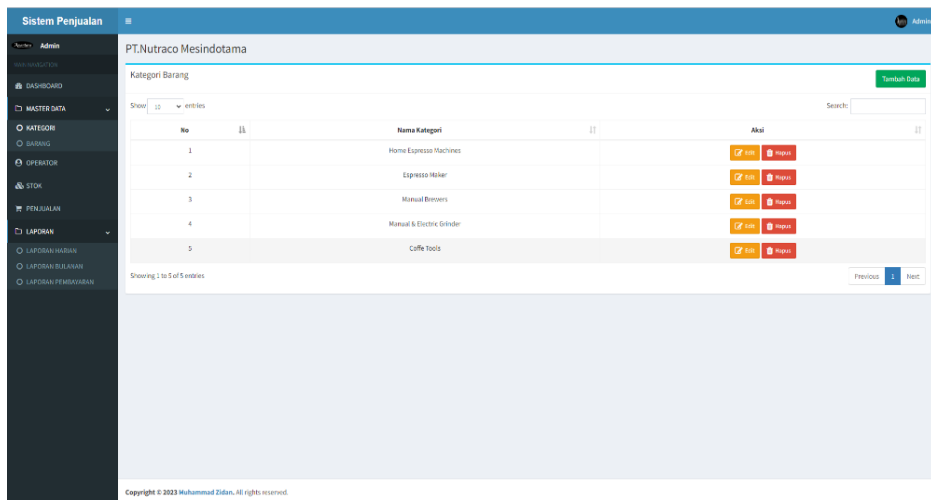 Sistem Penjualan
Admin
PT.Nutraco Mesindotama
Admin
MAIN NAVIGATION
DASHBOARD
MASTER DATA
KATEGORI
BARANG
OPERATOR
STOK
PENJUALAN
LAPORAN
LAPORAN HARIAN
LAPORAN BULANAN
LAPORAN PEMBAYARAN
Kategori Barang
Tambah Data
Show 10 entries
Search:
No Nama Kategori Aksi
1 Home Espresso Machines Edit Hapus
2 Espresso Maker Edit Hapus
3 Manual Brewers Edit Hapus
4 Manual & Electric Grinder Edit Hapus
5 Coffe Tools Edit Hapus
Showing 1 to 5 of 5 entries
Previous 1 Next
Copyright © 2023 Muhammad Zidan. All rights reserved.